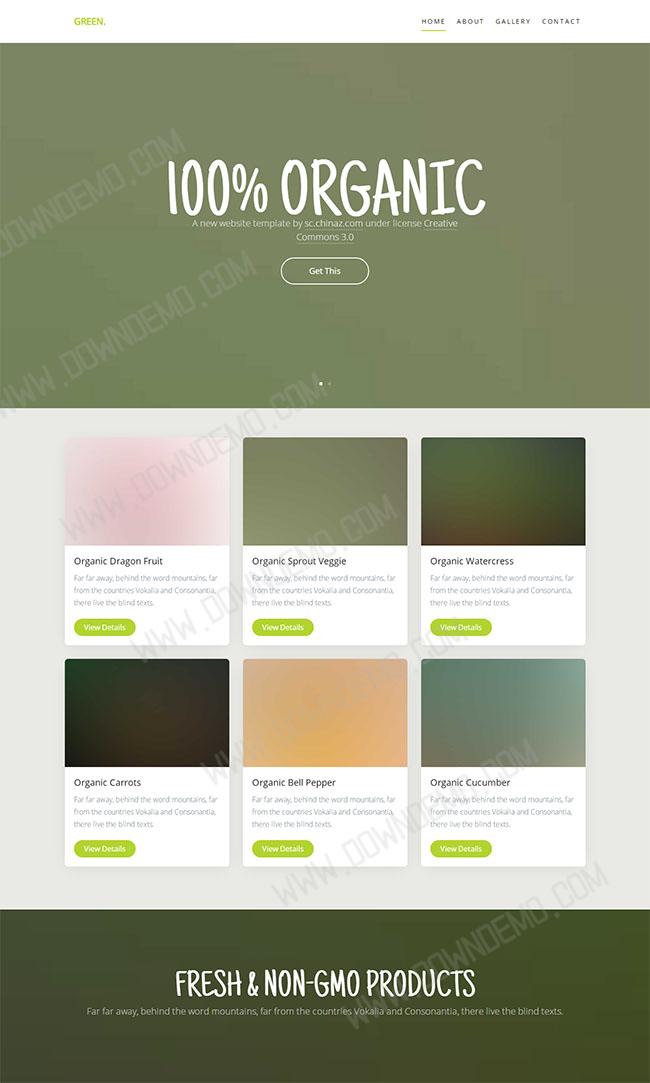 GREEN.
HOME ABOUT GALLERY CONTACT
100% ORGANIC
A new website template by sc.chinaz.com under license Creative
Commons 3.0
Get This
Organic Dragon Fruit
Far far away, behind the word mountains, far
from the countries Vokalia and Consonantia,
there live the blind texts.
View Details
Organic Sprout Veggie
Far far away, behind the word mountains, far
from the countries Vokalia and Consonantia,
there live the blind texts.
View Details
Organic Watercress
Far far away, behind the word mountains, far
from the countries Vokalia and Consonantia,
there live the blind texts.
View Details
Organic Carrots
Far far away, behind the word mountains, far
from the countries Vokalia and Consonantia,
there live the blind texts.
View Details
Organic Bell Pepper
Far far away, behind the word mountains, far
from the countries Vokalia and Consonantia,
there live the blind texts.
View Details
Organic Cucumber
Far far away, behind the word mountains, far
from the countries Vokalia and Consonantia,
there live the blind texts.
View Details
FRESH & NON-GMO PRODUCTS
Far far away, behind the word mountains, far from the countries Vokalia and Consonantia, there live the blind texts.
WWW.DOWNDEMO.COM
WWW.DOWNDEMO.COM
WWW.DOWNDEMO.COM
WWW.DOWNDEMO.COM
WWW.DOWNDEMO.COM
WWW.DOWNDEMO.COM
WWW.DOWNDEMO.COM
WWW.DOWNDEMO.COM